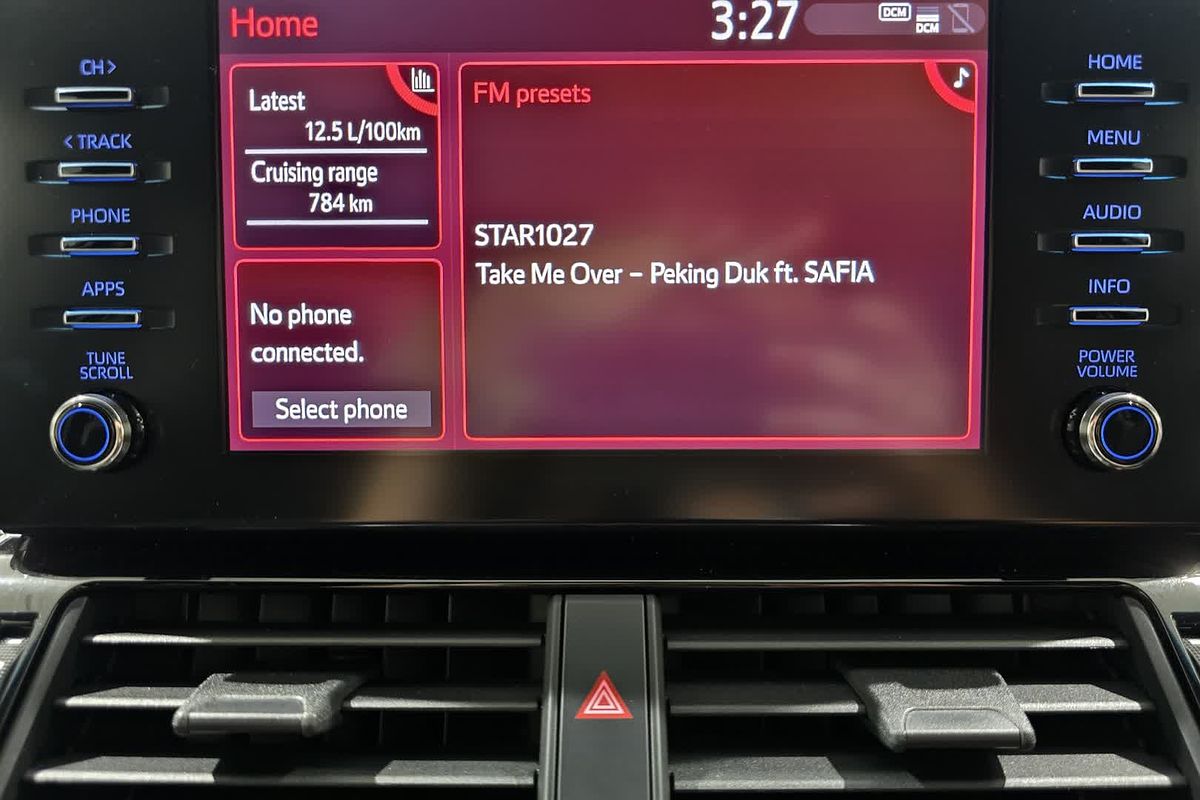 Home
3:27
DCM
DCM
CH>
< TRACK
PHONE
APPS
TUNE
SCROLL
Latest
12.5 L/100km
Cruising range
784 km
No phone
connected.
Select phone
FM presets
STAR1027
Take Me Over – Peking Duk ft. SAFIA
HOME
MENU
AUDIO
INFO
POWER
VOLUME